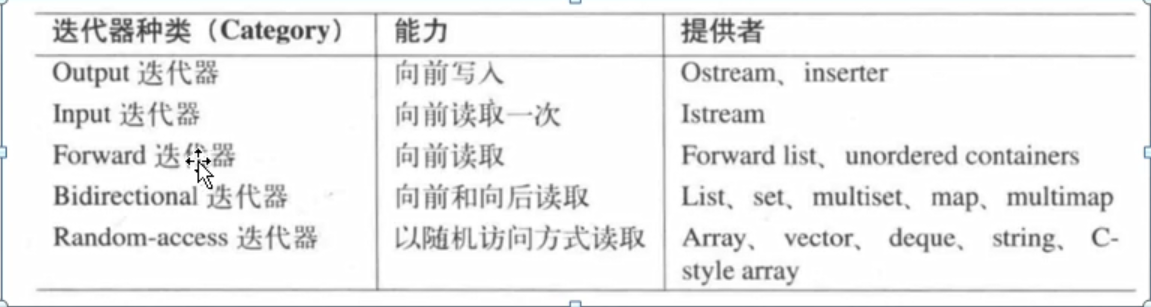 迭代器种类（Category） 能力 提供者
Output 迭代器 向前写入 Ostream、 inserter
Input 迭代器 向前读取一次 Istream
Forward 迭代器 向前读取 Forward list、 unordered containers
Bidirectional 迭代器 向前和向后读取 List、 set、 multiset、 map、 multimap
Random-access 迭代器 以随机访问方式读取 Array、 vector、 deque、 string、 C-
style array